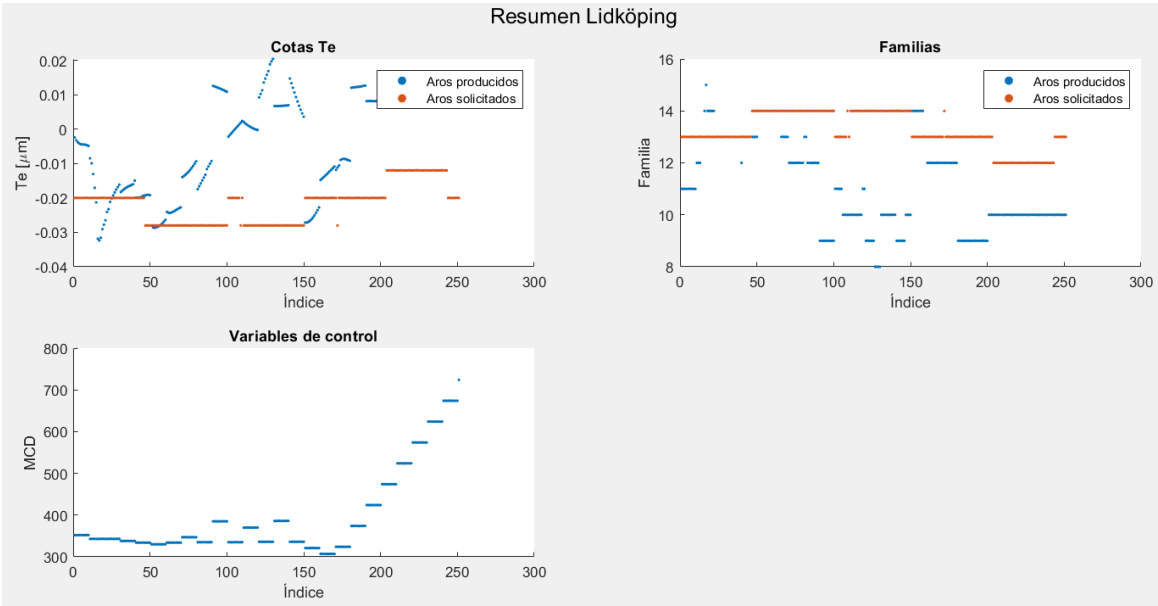 Resumen Lidköping
Cotas Te
Te [μm]
0.02
0.01
0
-0.01
-0.02
-0.03
-0.04
0
50
100
150
200
250
300
Índice
Aros producidos
Aros solicitados
Familias
Familia
16
14
12
10
8
0
50
100
150
200
250
300
Índice
Aros producidos
Aros solicitados
Variables de control
MCD
800
700
600
500
400
300
0
50
100
150
200
250
300
Índice